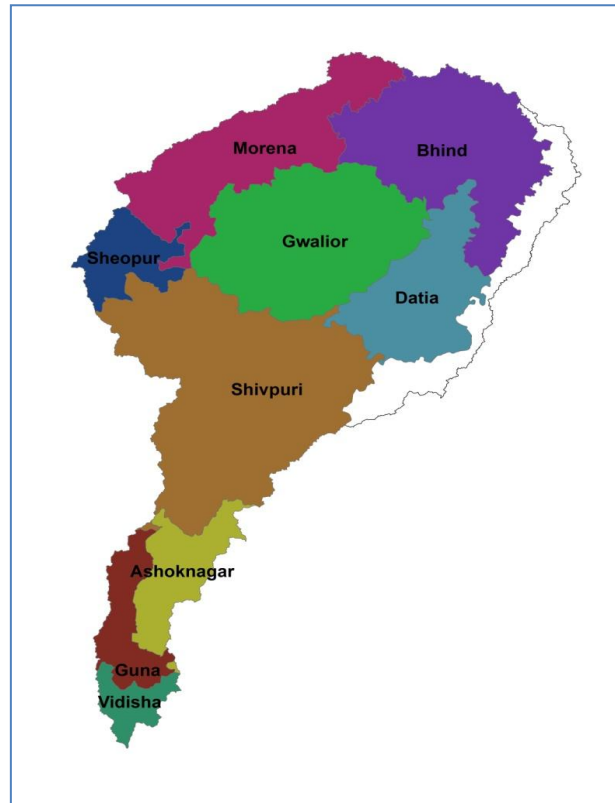 Morena
Bhind
Gwalior
Sheopur
Datia
Shivpuri
Ashoknagar
Guna
Vidisha